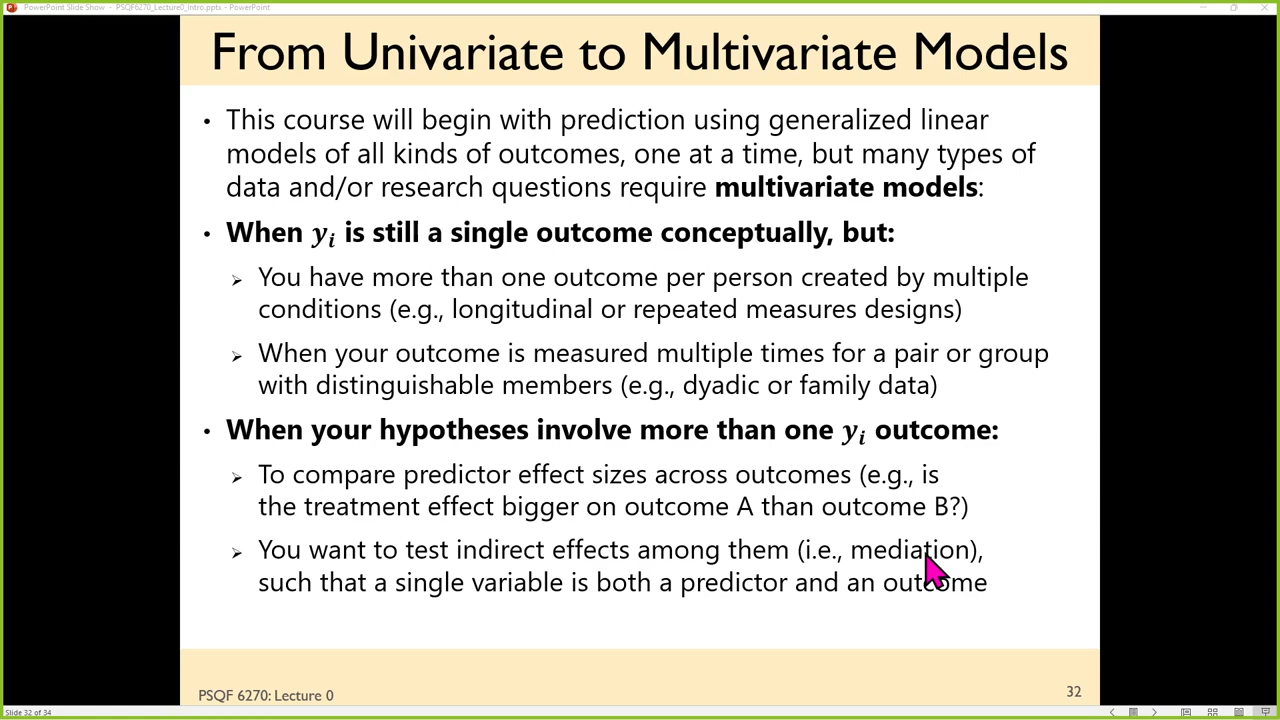 PowerPoint Slide Show - PSQF6270_Lecture0_Intro.pptx - PowerPoint
From Univariate to Multivariate Models
• This course will begin with prediction using generalized linear
models of all kinds of outcomes, one at a time, but many types of
data and/or research questions require multivariate models:
• When yᵢ is still a single outcome conceptually, but:
➢ You have more than one outcome per person created by multiple
conditions (e.g., longitudinal or repeated measures designs)
➢ When your outcome is measured multiple times for a pair or group
with distinguishable members (e.g., dyadic or family data)
• When your hypotheses involve more than one yᵢ outcome:
➢ To compare predictor effect sizes across outcomes (e.g., is
the treatment effect bigger on outcome A than outcome B?)
➢ You want to test indirect effects among them (i.e., mediation),
such that a single variable is both a predictor and an outcome
PSQF 6270: Lecture 0
32
Slide 32 of 34